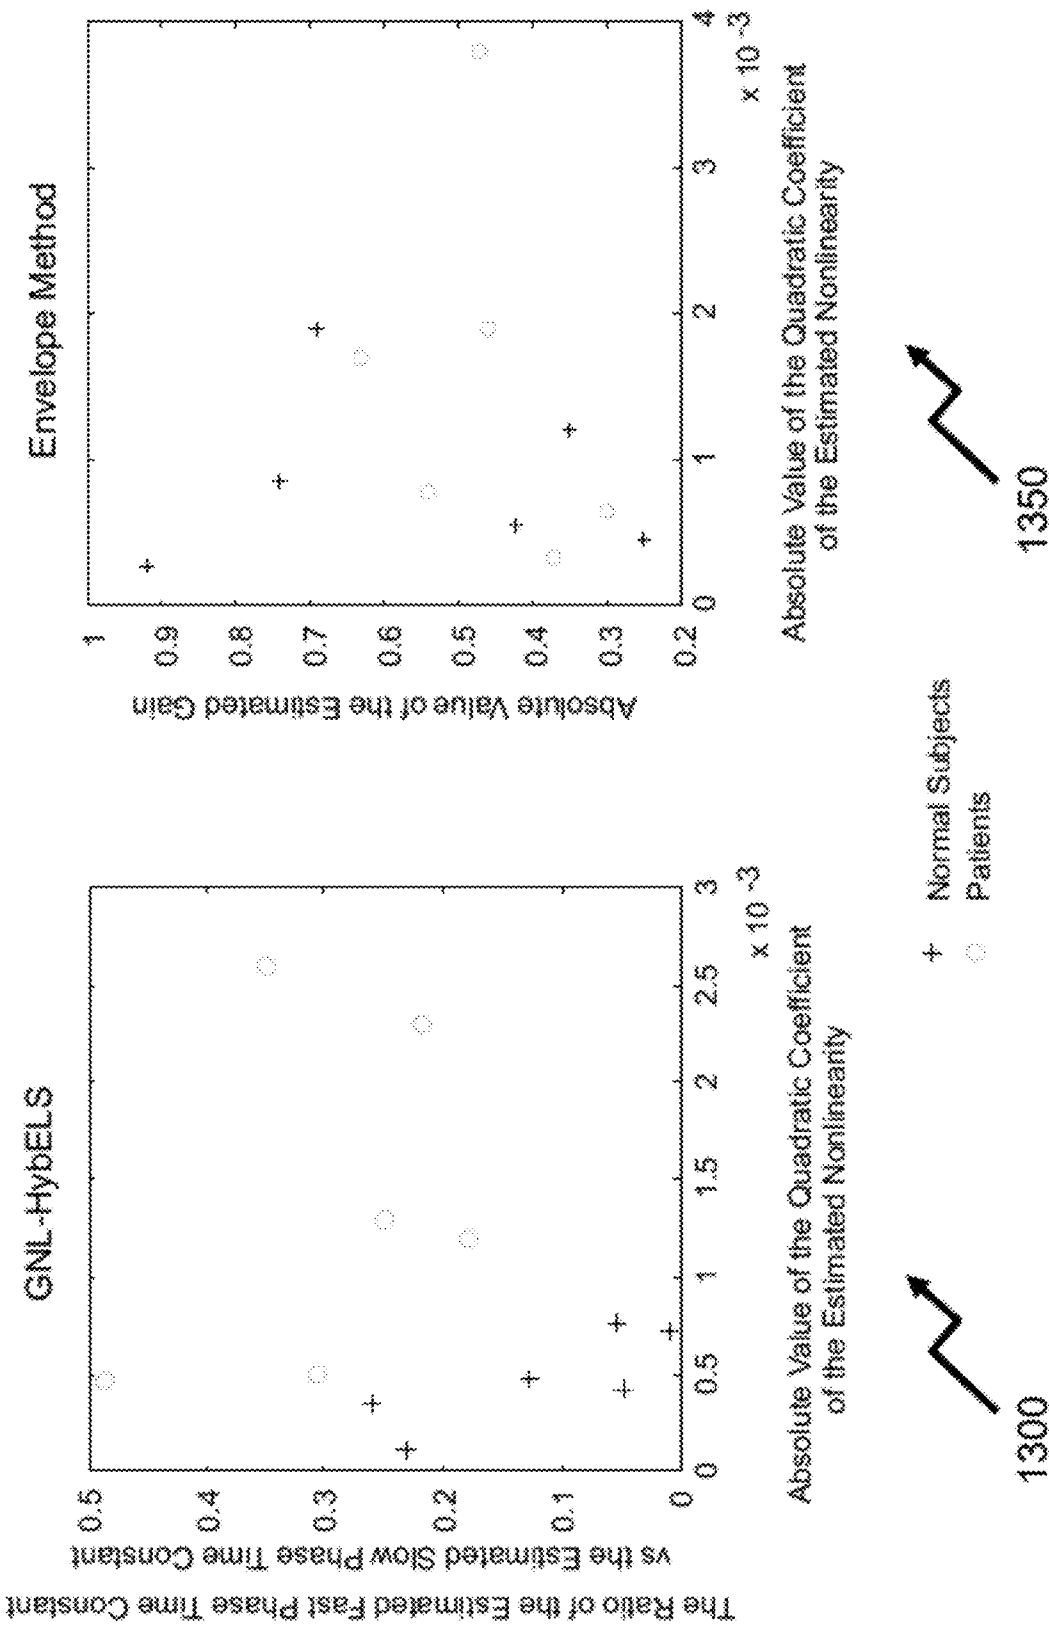 GNL-HybELS
The Ratio of the Estimated Fast Phase Time Constant
vs the Estimated Slow Phase Time Constant
0.5
0.4
0.3
0.2
0.1
0
0
0.5
1
1.5
2
2.5
3
x 10 -3
Absolute Value of the Quadratic Coefficient
of the Estimated Nonlinearity
1300
Envelope Method
Absolute Value of the Estimated Gain
1
0.9
0.8
0.7
0.6
0.5
0.4
0.3
0.2
0
1
2
3
4
x 10 -3
Absolute Value of the Quadratic Coefficient
of the Estimated Nonlinearity
1350
+ Normal Subjects
○ Patients